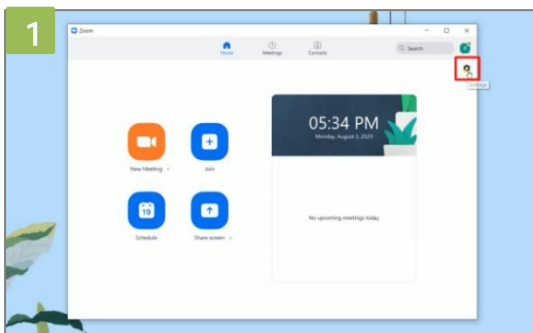 1
Zoom
Home
Meetings
Contacts
Search
Settings
05:34 PM
Monday, August 3, 2020
New Meeting
Join
19
Schedule
Share screen
No upcoming meetings today